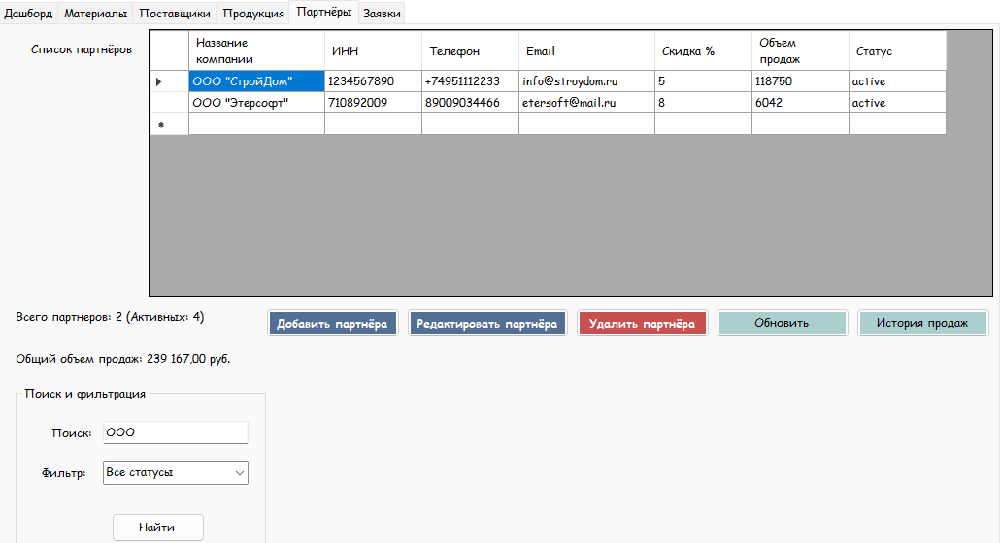 Дашборд Материалы Поставщики Продукция Партнёры Заявки
Список партнёров
Название компании ИНН Телефон Email Скидка % Объем продаж Статус
ООО "СтройДом" 1234567890 +74951112233 info@stroydom.ru 5 118750 active
ООО "Этерсофт" 710892009 89009034466 etersoft@mail.ru 8 6042 active
Всего партнеров: 2 (Активных: 4)
Добавить партнёра Редактировать партнёра Удалить партнёра Обновить История продаж
Общий объем продаж: 239 167,00 руб.
Поиск и фильтрация
Поиск: ООО
Фильтр: Все статусы
Найти